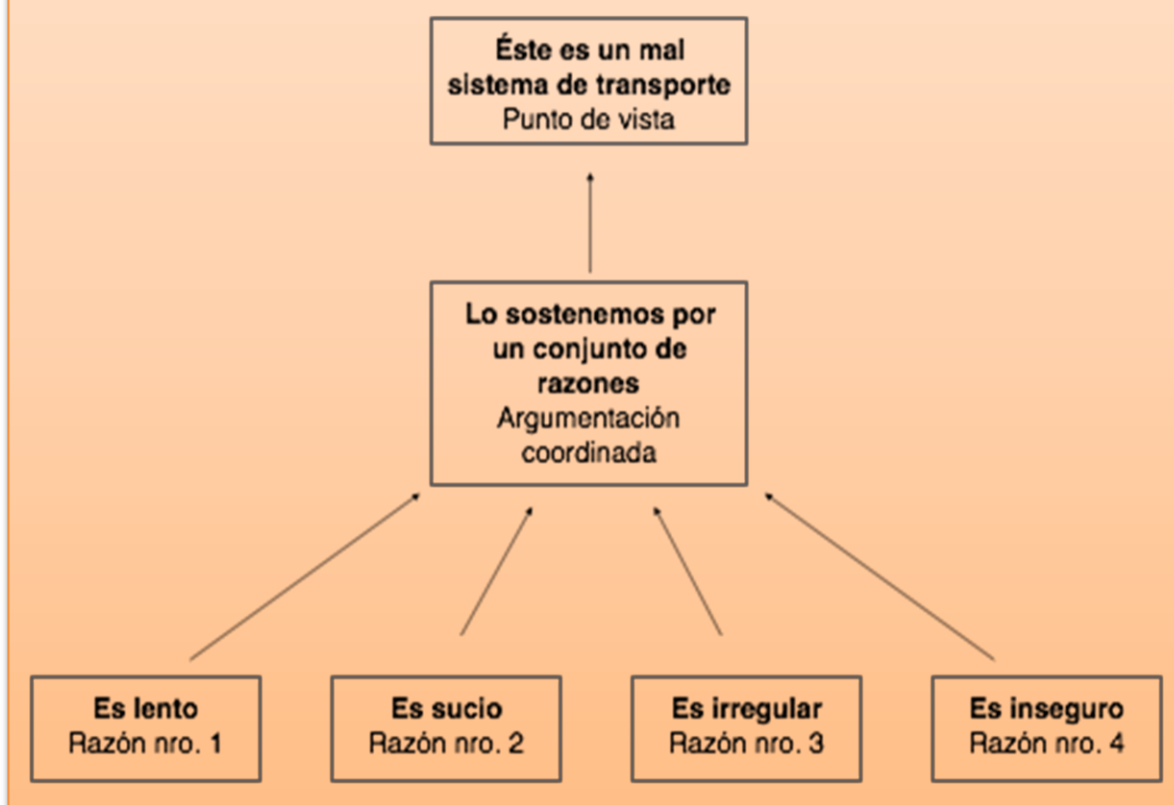 Éste es un mal
sistema de transporte
Punto de vista
Lo sostenemos por
un conjunto de
razones
Argumentación
coordinada
Es lento
Razón nro. 1
Es sucio
Razón nro. 2
Es irregular
Razón nro. 3
Es inseguro
Razón nro. 4